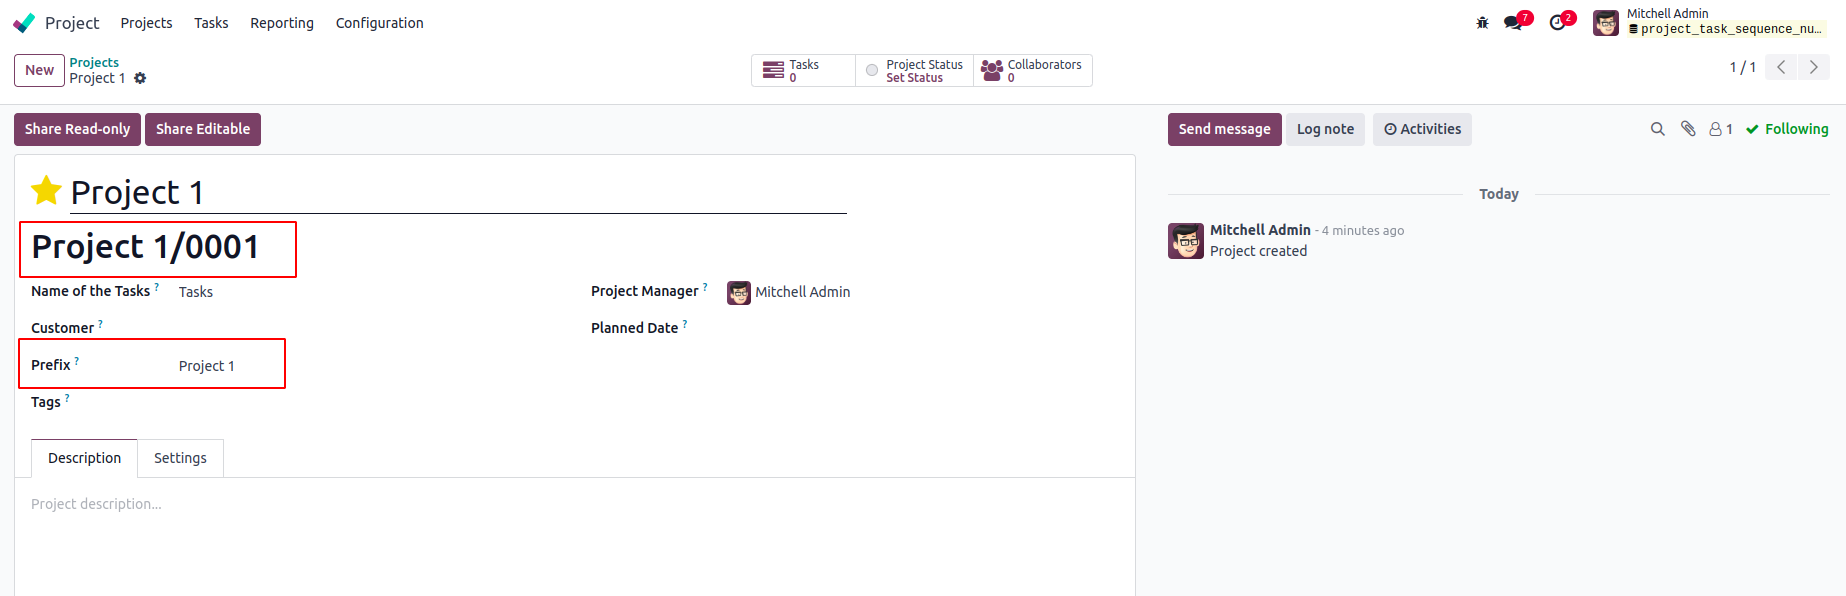 Project Projects Tasks Reporting Configuration 7 2 Mitchell Admin
project_task_sequence_nu...
New Projects Tasks Project Status Collaborators 1 / 1
Project 1 0 Set Status 0
Share Read-only Share Editable Send message Log note Activities 1 Following
Project 1
Today
Project 1/0001
Mitchell Admin - 4 minutes ago
Project created
Name of the Tasks ? Tasks Project Manager ? Mitchell Admin
Customer ? Planned Date ?
Prefix ? Project 1
Tags ?
Description Settings
Project description...